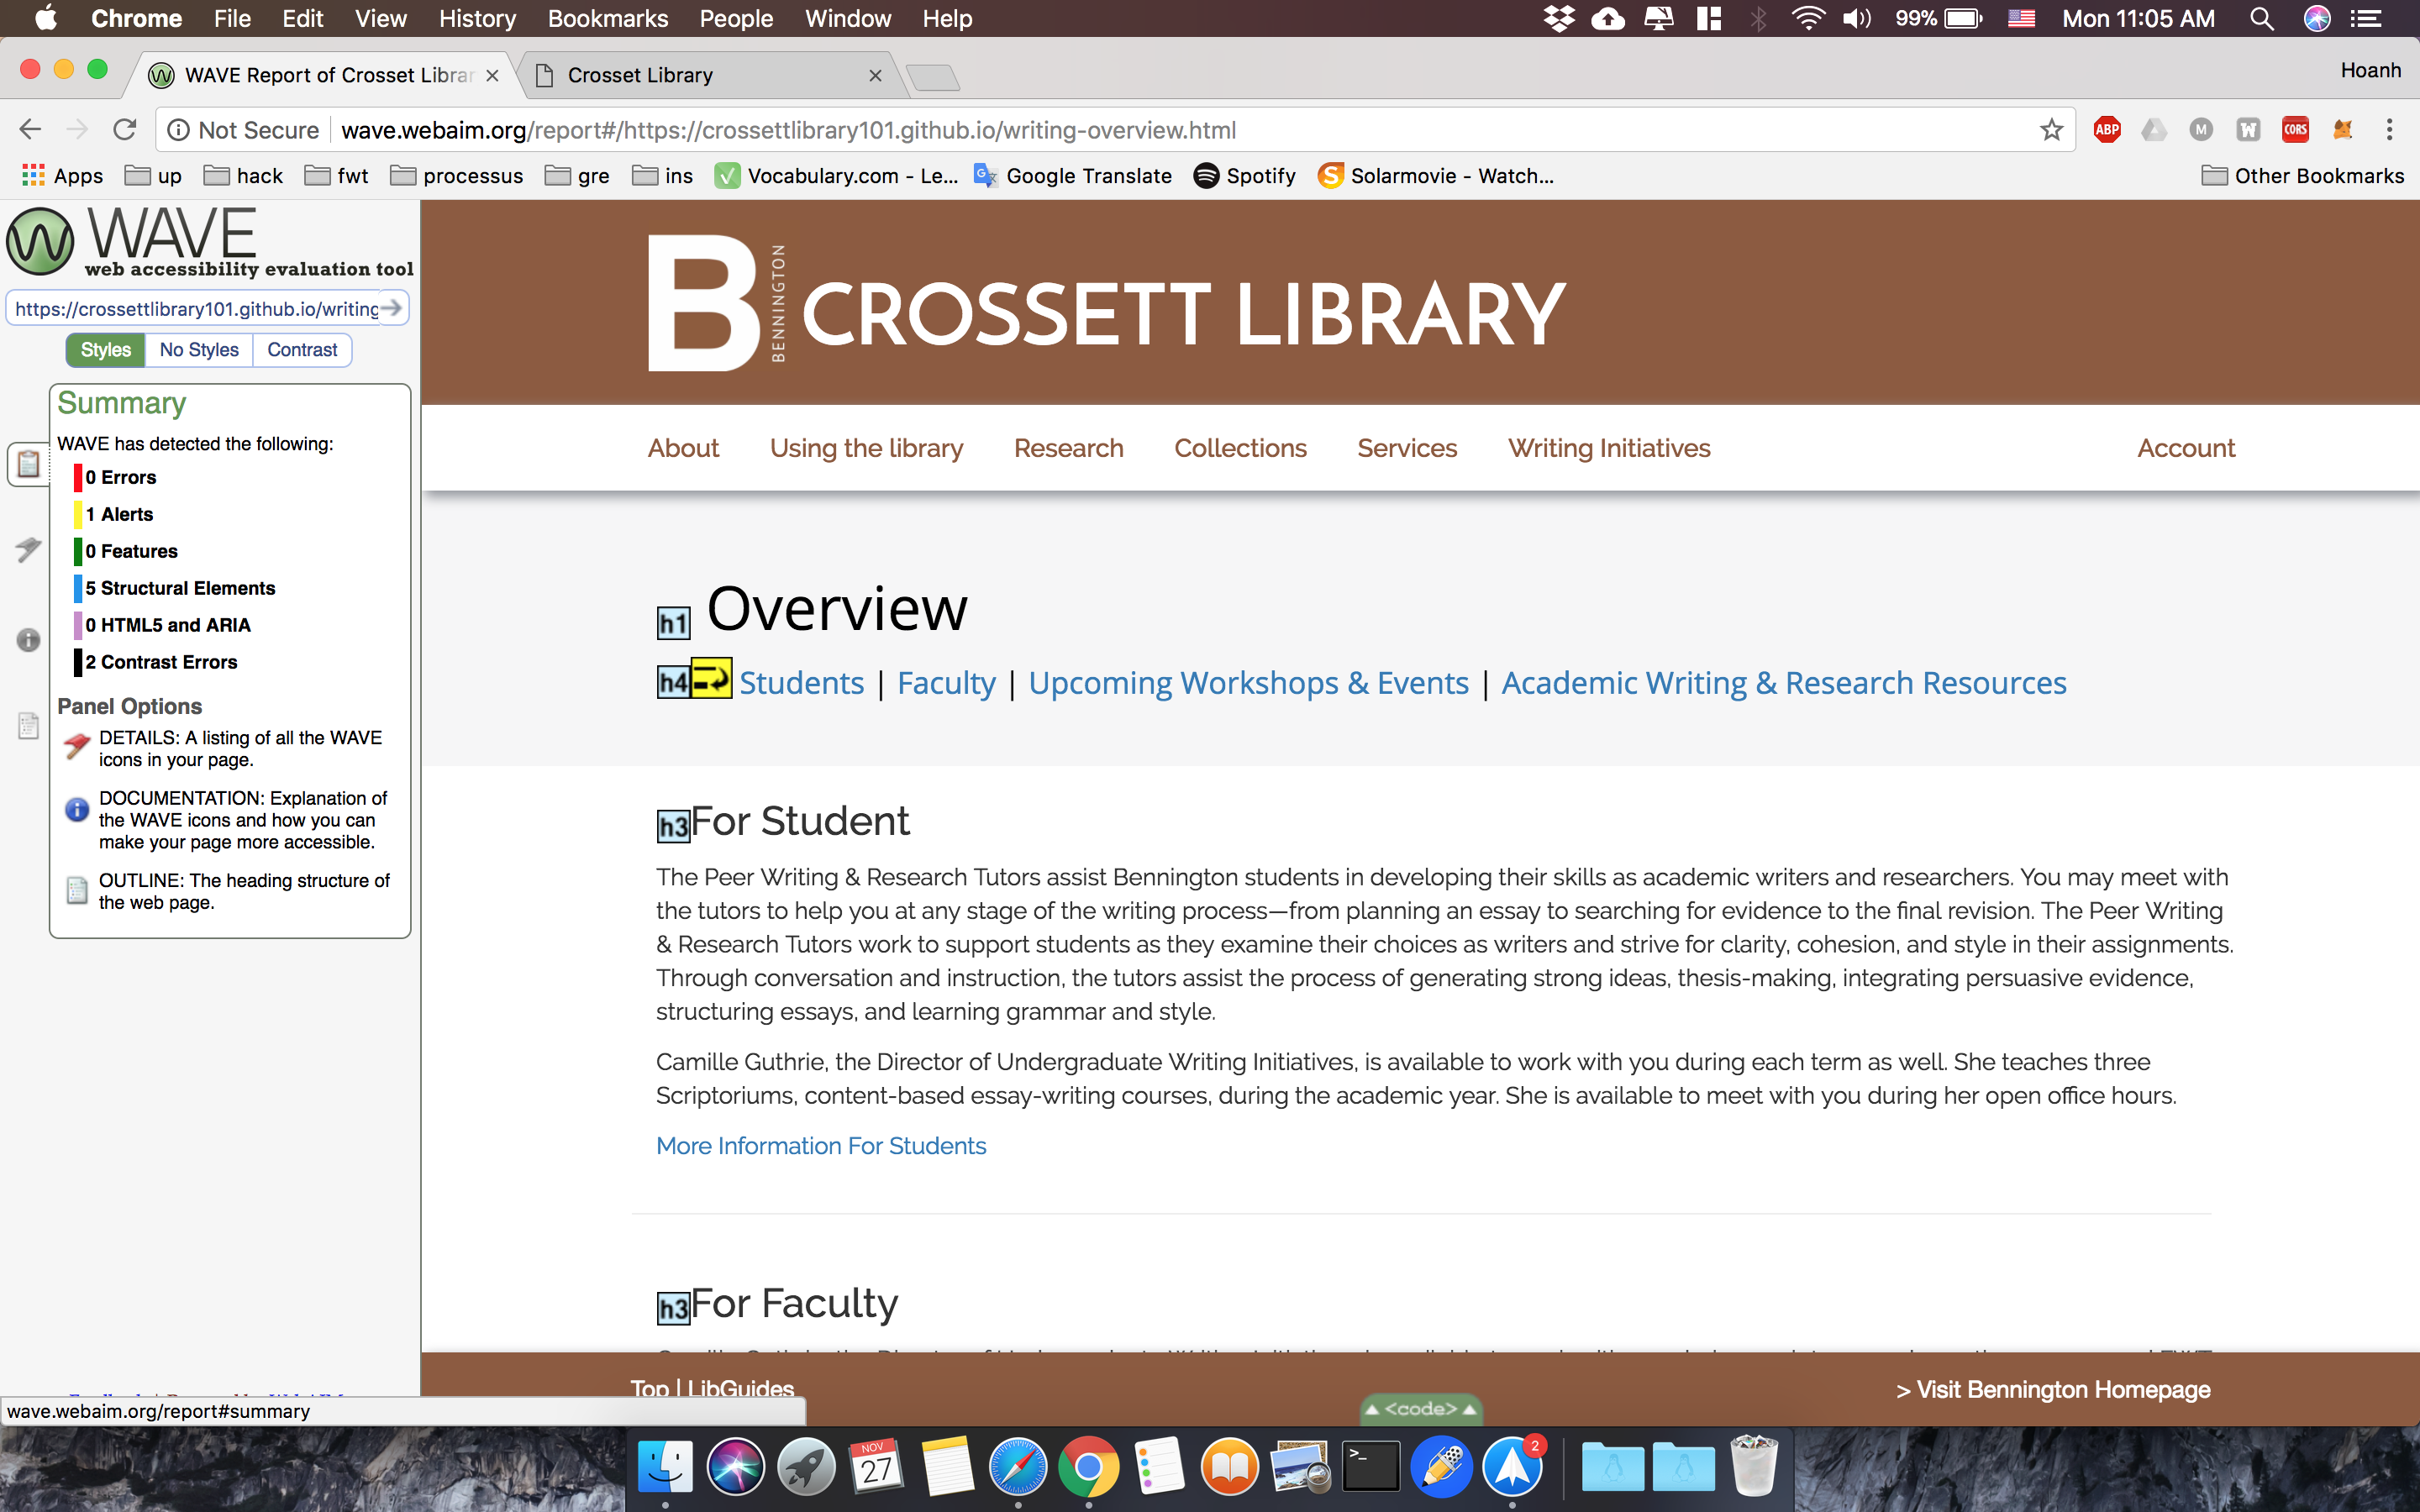 Chrome File Edit View History Bookmarks People Window Help 99% Mon 11:05 AM
WAVE Report of Crosset Librar Crosset Library Hoanh
Not Secure wave.webaim.org/report#/https://crossettlibrary101.github.io/writing-overview.html ABP M W CORS
Apps up hack fwt processus gre ins Vocabulary.com - Le... Google Translate Spotify Solarmovie - Watch... Other Bookmarks
WAVE
web accessibility evaluation tool
https://crossettlibrary101.github.io/writing
Styles No Styles Contrast
Summary
WAVE has detected the following:
0 Errors
1 Alerts
0 Features
5 Structural Elements
0 HTML5 and ARIA
2 Contrast Errors
Panel Options
DETAILS: A listing of all the WAVE
icons in your page.
DOCUMENTATION: Explanation of
the WAVE icons and how you can
make your page more accessible.
OUTLINE: The heading structure of
the web page.
B BENNINGTON CROSSETT LIBRARY
About Using the library Research Collections Services Writing Initiatives Account
h1 Overview
h4 Students | Faculty | Upcoming Workshops & Events | Academic Writing & Research Resources
h3 For Student
The Peer Writing & Research Tutors assist Bennington students in developing their skills as academic writers and researchers. You may meet with
the tutors to help you at any stage of the writing process—from planning an essay to searching for evidence to the final revision. The Peer Writing
& Research Tutors work to support students as they examine their choices as writers and strive for clarity, cohesion, and style in their assignments.
Through conversation and instruction, the tutors assist the process of generating strong ideas, thesis-making, integrating persuasive evidence,
structuring essays, and learning grammar and style.
Camille Guthrie, the Director of Undergraduate Writing Initiatives, is available to work with you during each term as well. She teaches three
Scriptoriums, content-based essay-writing courses, during the academic year. She is available to meet with you during her open office hours.
More Information For Students
h3 For Faculty
Top | LibGuides > Visit Bennington Homepage
<code>
wave.webaim.org/report#summary
NOV
27
2